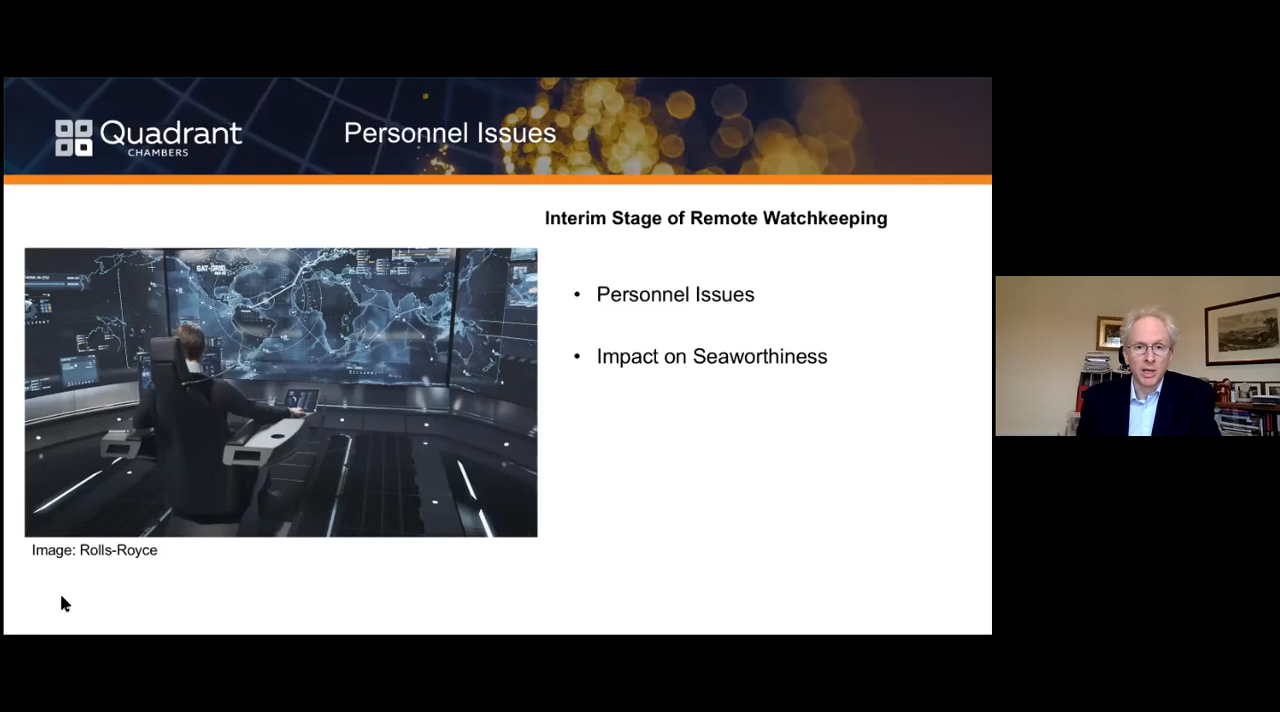 Quadrant
CHAMBERS
Personnel Issues
Interim Stage of Remote Watchkeeping
• Personnel Issues
• Impact on Seaworthiness
Image: Rolls-Royce